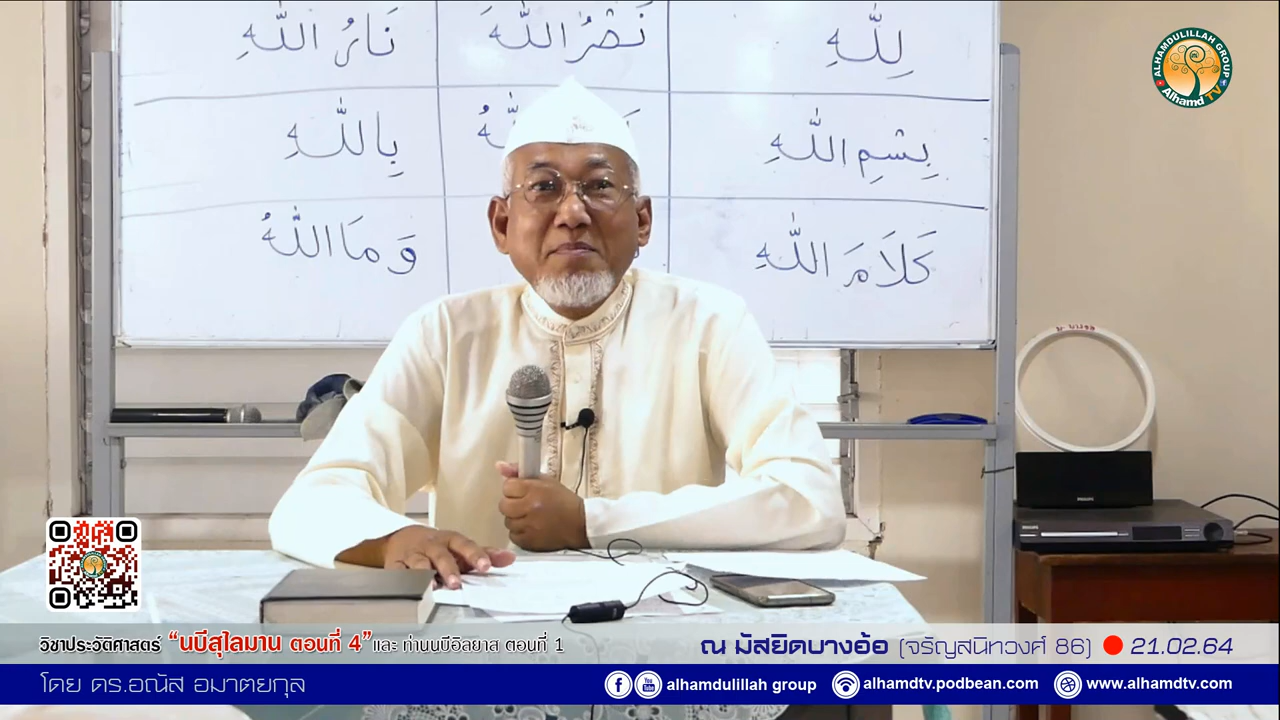 نَارُ اللّٰهِ
نَصْرُ اللّٰهِ
لِلّٰهِ
بِاللّٰهِ
بِسْمِ اللّٰهِ
وَمَا اللّٰهُ
كَلَامَ اللّٰهِ
ALHAMDULILLAH GROUP
Alhamd TV
PHILIPS
PHILIPS
วิชาประวัติศาสตร์ “นบีสุไลมาน ตอนที่ 4” และ ท่านนบีอิลยาส ตอนที่ 1
ณ มัสยิดบางอ้อ (จรัญสนิทวงศ์ 86) 21.02.64
โดย ดร.อณัส อมาตยกุล
You Tube
alhamdulillah group
alhamdtv.podbean.com
www.alhamdtv.com